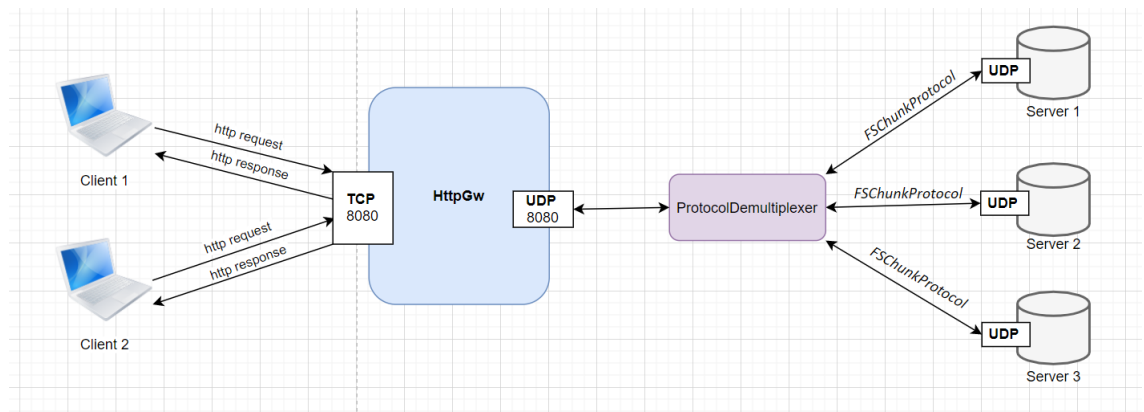 Client 1
http request
http response
Client 2
http request
http response
TCP
8080
HttpGw
UDP
8080
ProtocolDemultiplexer
FSChunkProtocol
UDP
Server 1
FSChunkProtocol
UDP
Server 2
FSChunkProtocol
UDP
Server 3